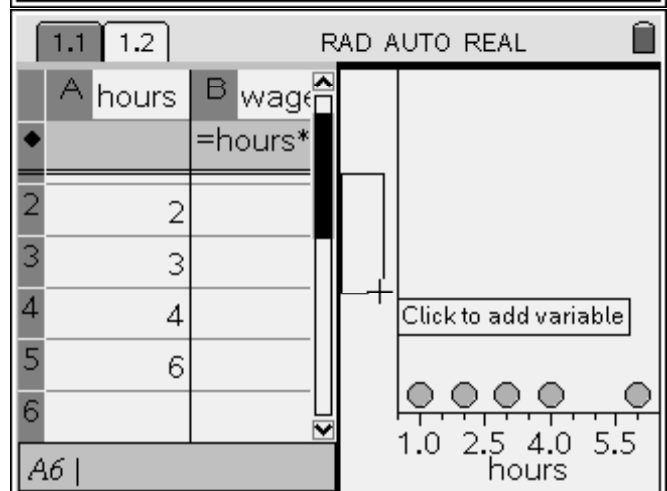 1.1 1.2 RAD AUTO REAL
A hours B wage
=hours*
2 2
3 3
4 4
5 6
6
Click to add variable
1.0 2.5 4.0 5.5
hours
A6